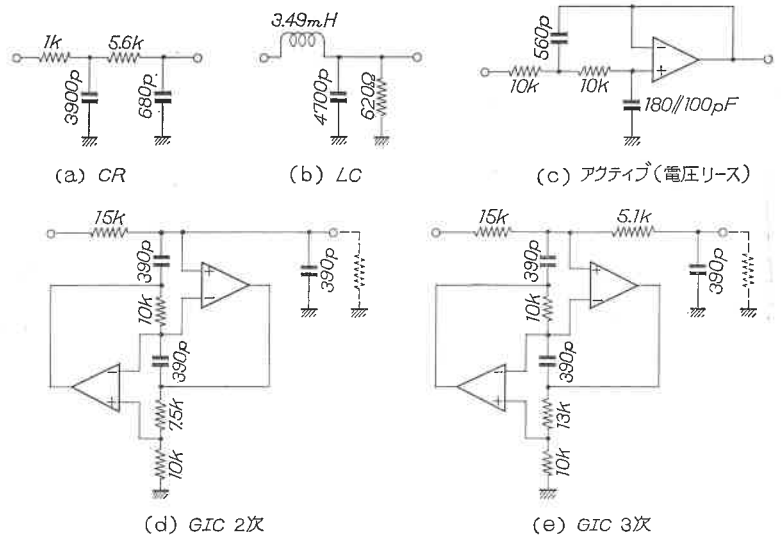 1k
5.6k
3900p
680p
(a) CR
3.49mH
4700p
620Ω
(b) LC
560p
10k
10k
180//100pF
(c) アクティブ(電圧リース)
15k
390p
10k
390p
7.5k
10k
390p
(d) GIC 2次
15k
5.1k
390p
10k
390p
13k
10k
390p
(e) GIC 3次